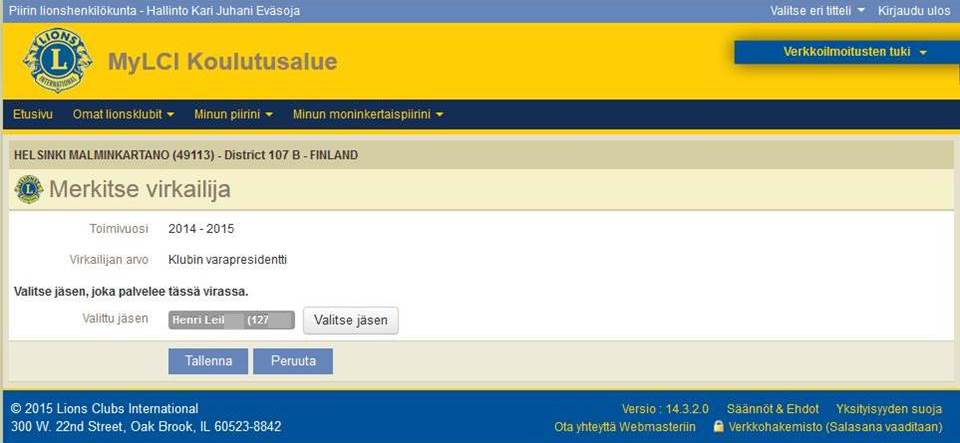 Piirin lionshenkilökunta - Hallinto Kari Juhani Eväsoja Valitse eri titteli Kirjaudu ulos
LIONS
L
INTERNATIONAL
MyLCI Koulutusalue
Verkkoilmoitusten tuki
Etusivu Omat lionsklubit Minun piirini Minun moninkertaispiirini
HELSINKI MALMINKARTANO (49113) - District 107 B - FINLAND
Merkitse virkailija
Toimivuosi 2014 - 2015
Virkailijan arvo Klubin varapresidentti
Valitse jäsen, joka palvelee tässä virassa.
Valittu jäsen Henri Leil (127 Valitse jäsen
Tallenna Peruuta
© 2015 Lions Clubs International Versio : 14.3.2.0 Säännöt & Ehdot Yksityisyyden suoja
300 W. 22nd Street, Oak Brook, IL 60523-8842 Ota yhteyttä Webmasteriin Verkkohakemisto (Salasana vaaditaan)